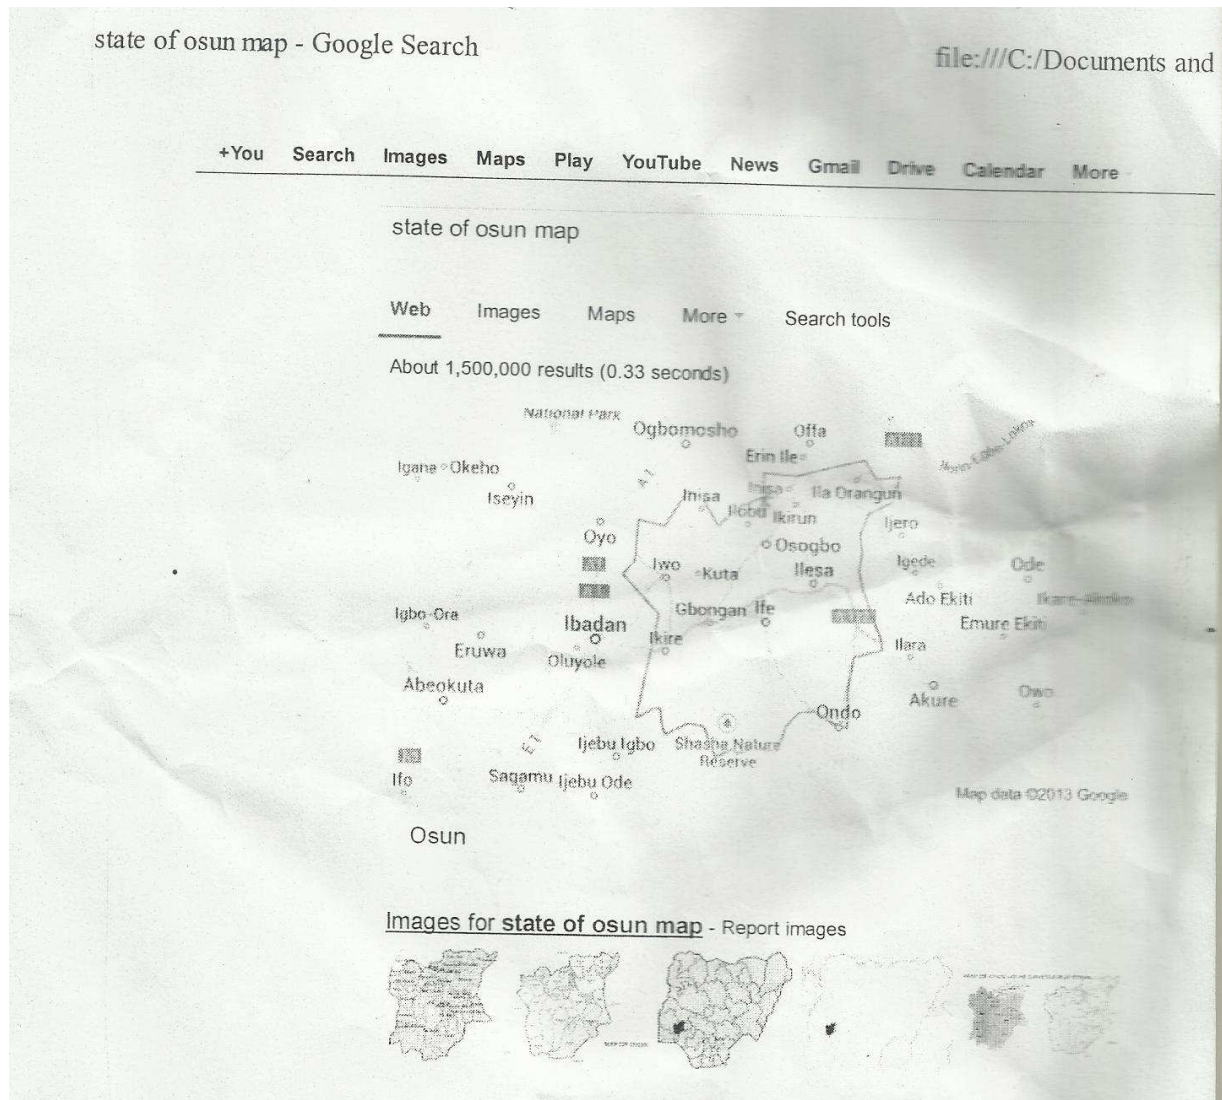 state of osun map - Google Search
file:///C:/Documents and
+You Search Images Maps Play YouTube News Gmail Drive Calendar More
state of osun map
Web Images Maps More Search tools
About 1,500,000 results (0.33 seconds)
National Park
Ogbomosho
Offa
Erin Ile
Igana
Okeho
Iseyin
A1
Inisa
Inisa
Ila Orangun
Ilobu
Ikirun
Ijero
Oyo
Osogbo
Iwo
Kuta
Ilesa
Igede
Ode
Ado Ekiti
Igbo-Ora
Gbongan
Ife
Emure Ekiti
Ibadan
Ikire
Ilara
Eruwa
Oluyole
Abeokuta
Akure
Owo
Ondo
E1
Ijebu Igbo
Shasha Nature
Reserve
Ifo
Sagamu
Ijebu Ode
Map data ©2013 Google
Osun
Images for state of osun map - Report images